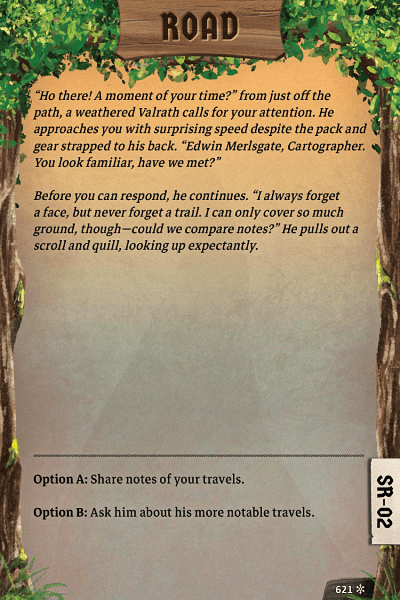 ROAD
“Ho there! A moment of your time?” from just off the
path, a weathered Valrath calls for your attention. He
approaches you with surprising speed despite the pack and
gear strapped to his back. “Edwin Merlsgate, Cartographer.
You look familiar, have we met?”
Before you can respond, he continues. “I always forget
a face, but never forget a trail. I can only cover so much
ground, though—could we compare notes?” He pulls out a
scroll and quill, looking up expectantly.
Option A: Share notes of your travels.
Option B: Ask him about his more notable travels.
SR-02
621